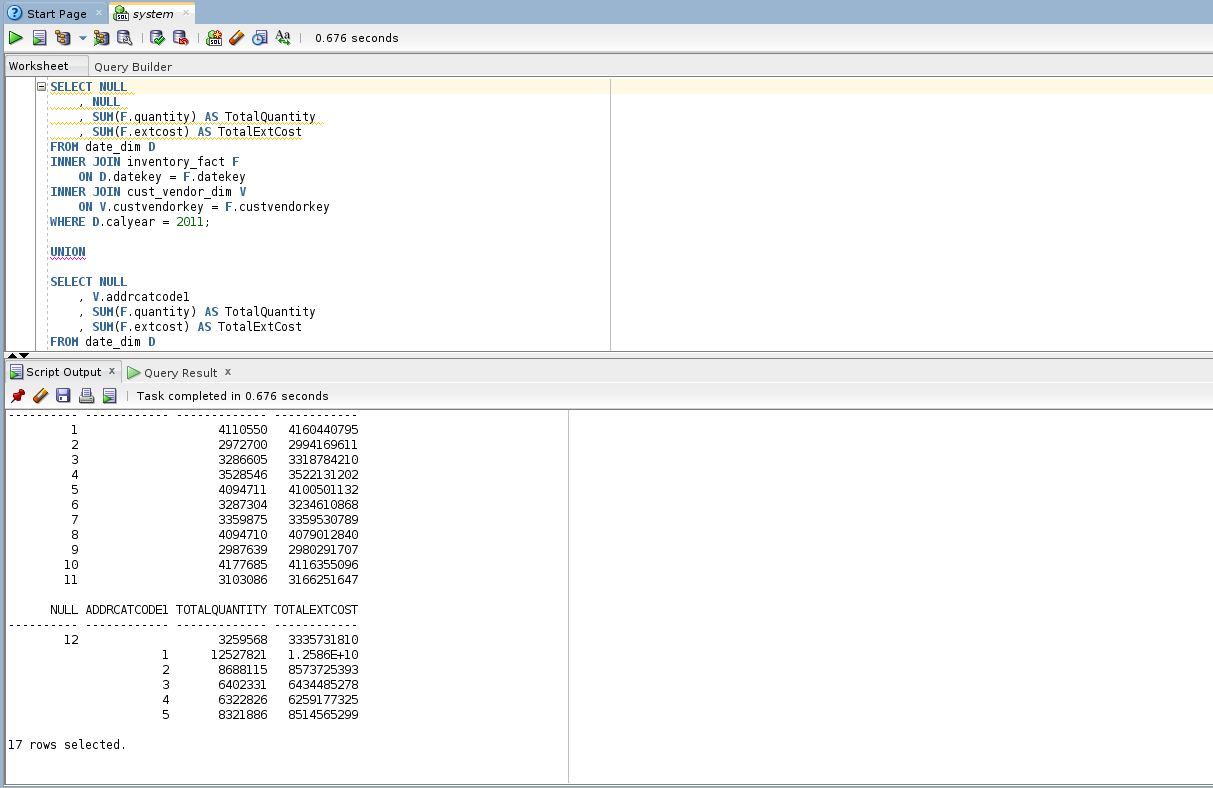 Start Page
system
0.676 seconds
Worksheet
Query Builder
SELECT NULL
, NULL
, SUM(F.quantity) AS TotalQuantity
, SUM(F.extcost) AS TotalExtCost
FROM date_dim D
INNER JOIN inventory_fact F
ON D.datekey = F.datekey
INNER JOIN cust_vendor_dim V
ON V.custvendorkey = F.custvendorkey
WHERE D.calyear = 2011;
UNION
SELECT NULL
, V.addrcatcode1
, SUM(F.quantity) AS TotalQuantity
, SUM(F.extcost) AS TotalExtCost
FROM date_dim D
Script Output x
Query Result x
Task completed in 0.676 seconds
---------- ------------ ------------- ------------
1 4110550 4160440795
2 2972700 2994169611
3 3286605 3318784210
4 3528546 3522131202
5 4094711 4100501132
6 3287304 3234610868
7 3359875 3359530789
8 4094710 4079012840
9 2987639 2980291707
10 4177685 4116355096
11 3103086 3166251647
NULL ADDRCATCODE1 TOTALQUANTITY TOTALEXTCOST
---------- ------------ ------------- ------------
12 3259568 3335731810
1 12527821 1.2586E+10
2 8688115 8573725393
3 6402331 6434485278
4 6322826 6259177325
5 8321886 8514565299
17 rows selected.